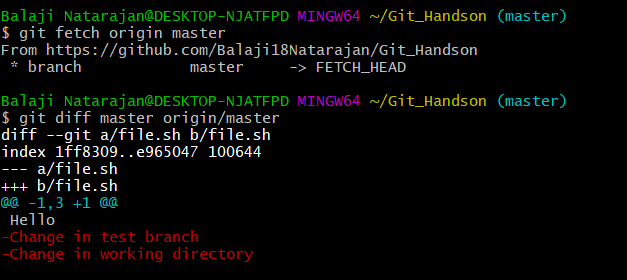 Balaji Natarajan@DESKTOP-NJATFPD MINGW64 ~/Git_Handson (master)
$ git fetch origin master
From https://github.com/Balaji18Natarajan/Git_Handson
 * branch            master     -> FETCH_HEAD
Balaji Natarajan@DESKTOP-NJATFPD MINGW64 ~/Git_Handson (master)
$ git diff master origin/master
diff --git a/file.sh b/file.sh
index 1ff8309..e965047 100644
--- a/file.sh
+++ b/file.sh
@@ -1,3 +1 @@
 Hello
-Change in test branch
-Change in working directory